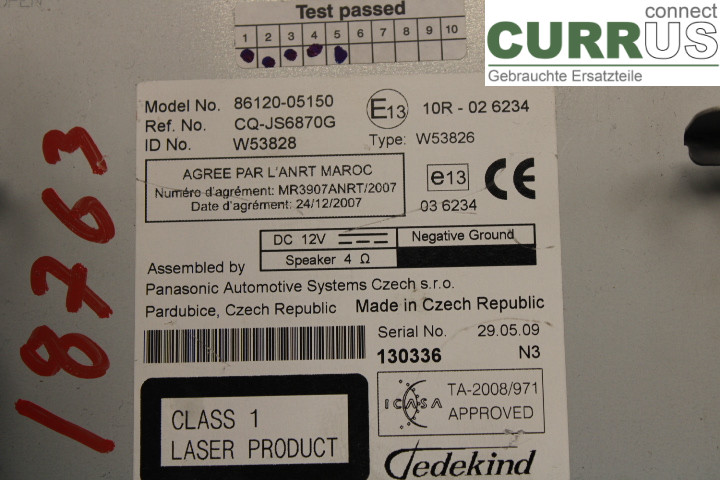 Test passed
1 2 3 4 5 6 7 8 9 10
connect
CURRUS
Gebrauchte Ersatzteile
Model No. 86120-05150
Ref. No. CQ-JS6870G
ID No. W53828
E13 10R - 02 6234
Type: W53826
AGREE PAR L'ANRT MAROC
Numéro d'agrément: MR3907ANRT/2007
Date d'agrément: 24/12/2007
e13 CE
03 6234
DC 12V Negative Ground
Speaker 4 Ω
Assembled by
Panasonic Automotive Systems Czech s.r.o.
Pardubice, Czech Republic Made in Czech Republic
Serial No. 29.05.09
130336 N3
CLASS 1
LASER PRODUCT
ICASA
TA-2008/971
APPROVED
Tedekind
18763